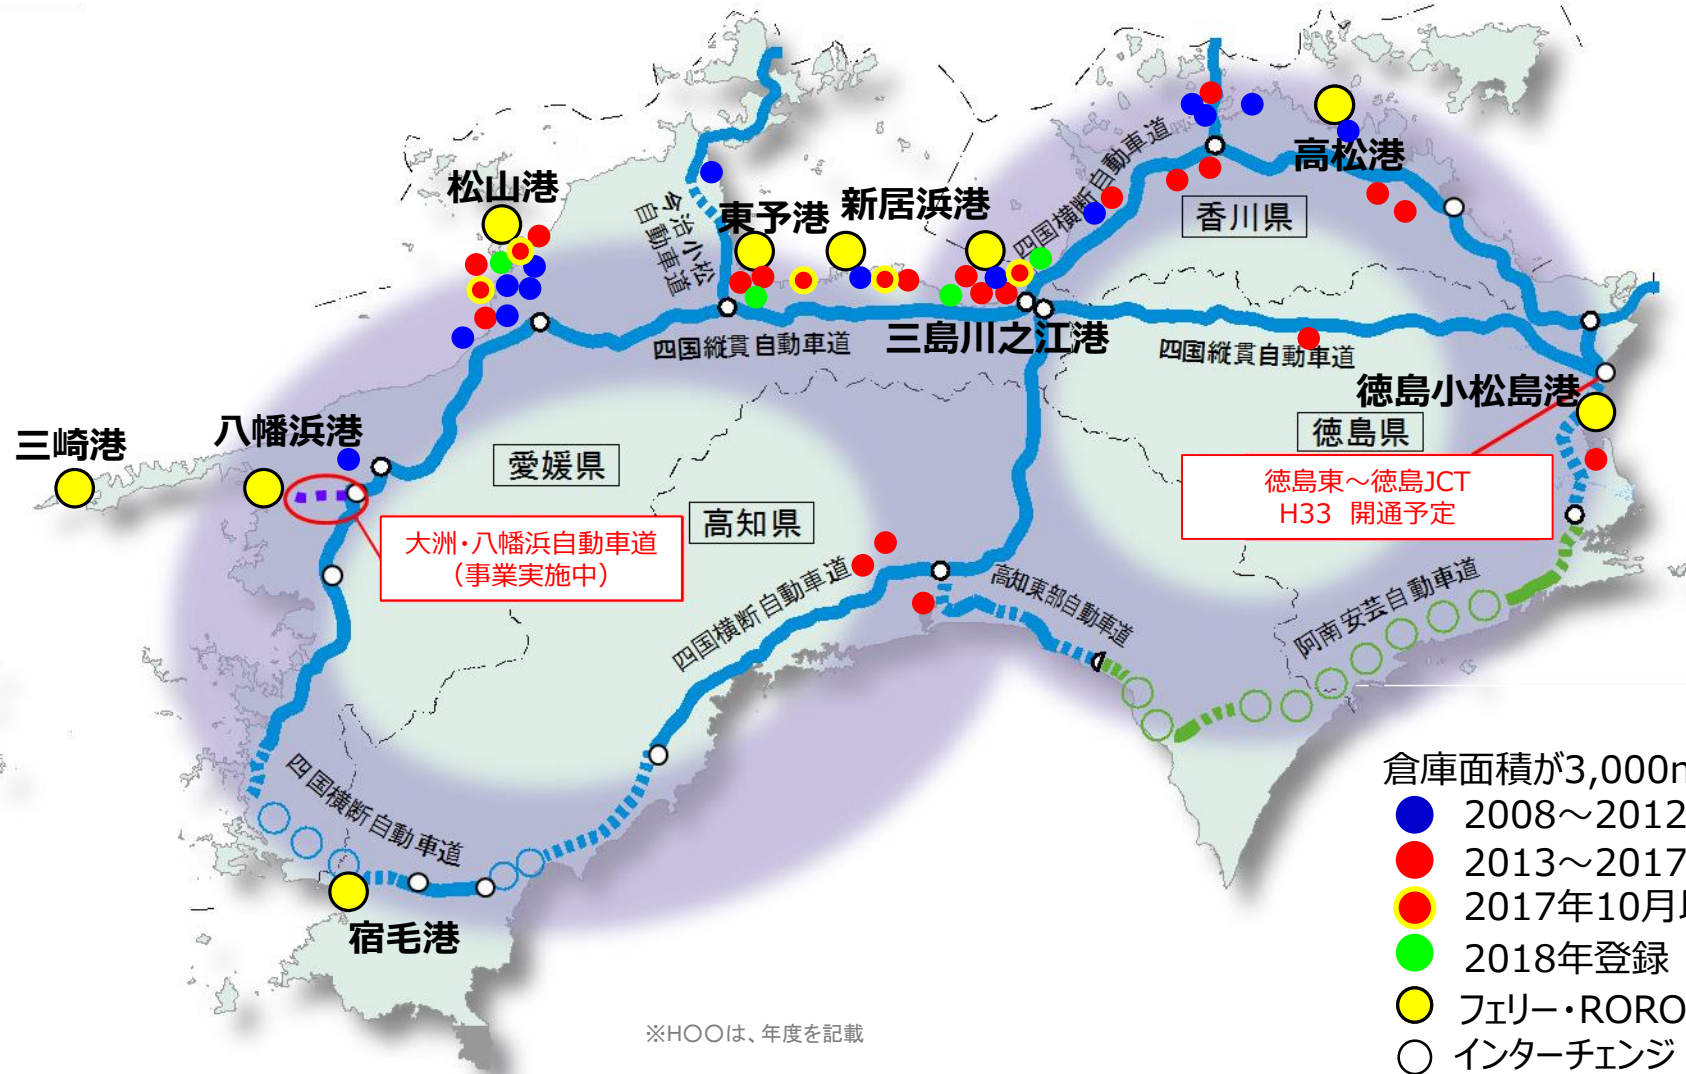 松山港
東予港
新居浜港
高松港
四国横断自動車道
今治小松
自動車道
香川県
三島川之江港
四国縦貫自動車道
四国縦貫自動車道
徳島小松島港
徳島県
三崎港
八幡浜港
愛媛県
徳島東～徳島JCT
H33 開通予定
高知県
大洲・八幡浜自動車道
（事業実施中）
四国横断自動車道
高知東部自動車道
阿南安芸自動車道
四国横断自動車道
宿毛港
倉庫面積が3,000
2008～2012
2013～2017
2017年10月
2018年登録
フェリー・RORO
インターチェンジ
※H〇〇は、年度を記載